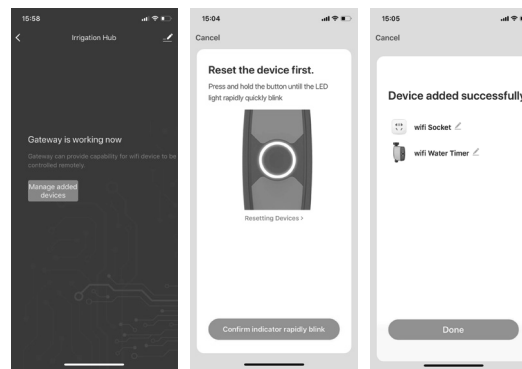 15:58
Irrigation Hub
Gateway is working now
Gateway can provide capability for wifi device to be
controlled remotely.
Manage added
devices
15:04
Cancel
Reset the device first.
Press and hold the button untill the LED
light rapidly quickly blink
Resetting Devices >
Confirm indicator rapidly blink
15:05
Cancel
Device added successfully
wifi Socket
wifi Water Timer
Done